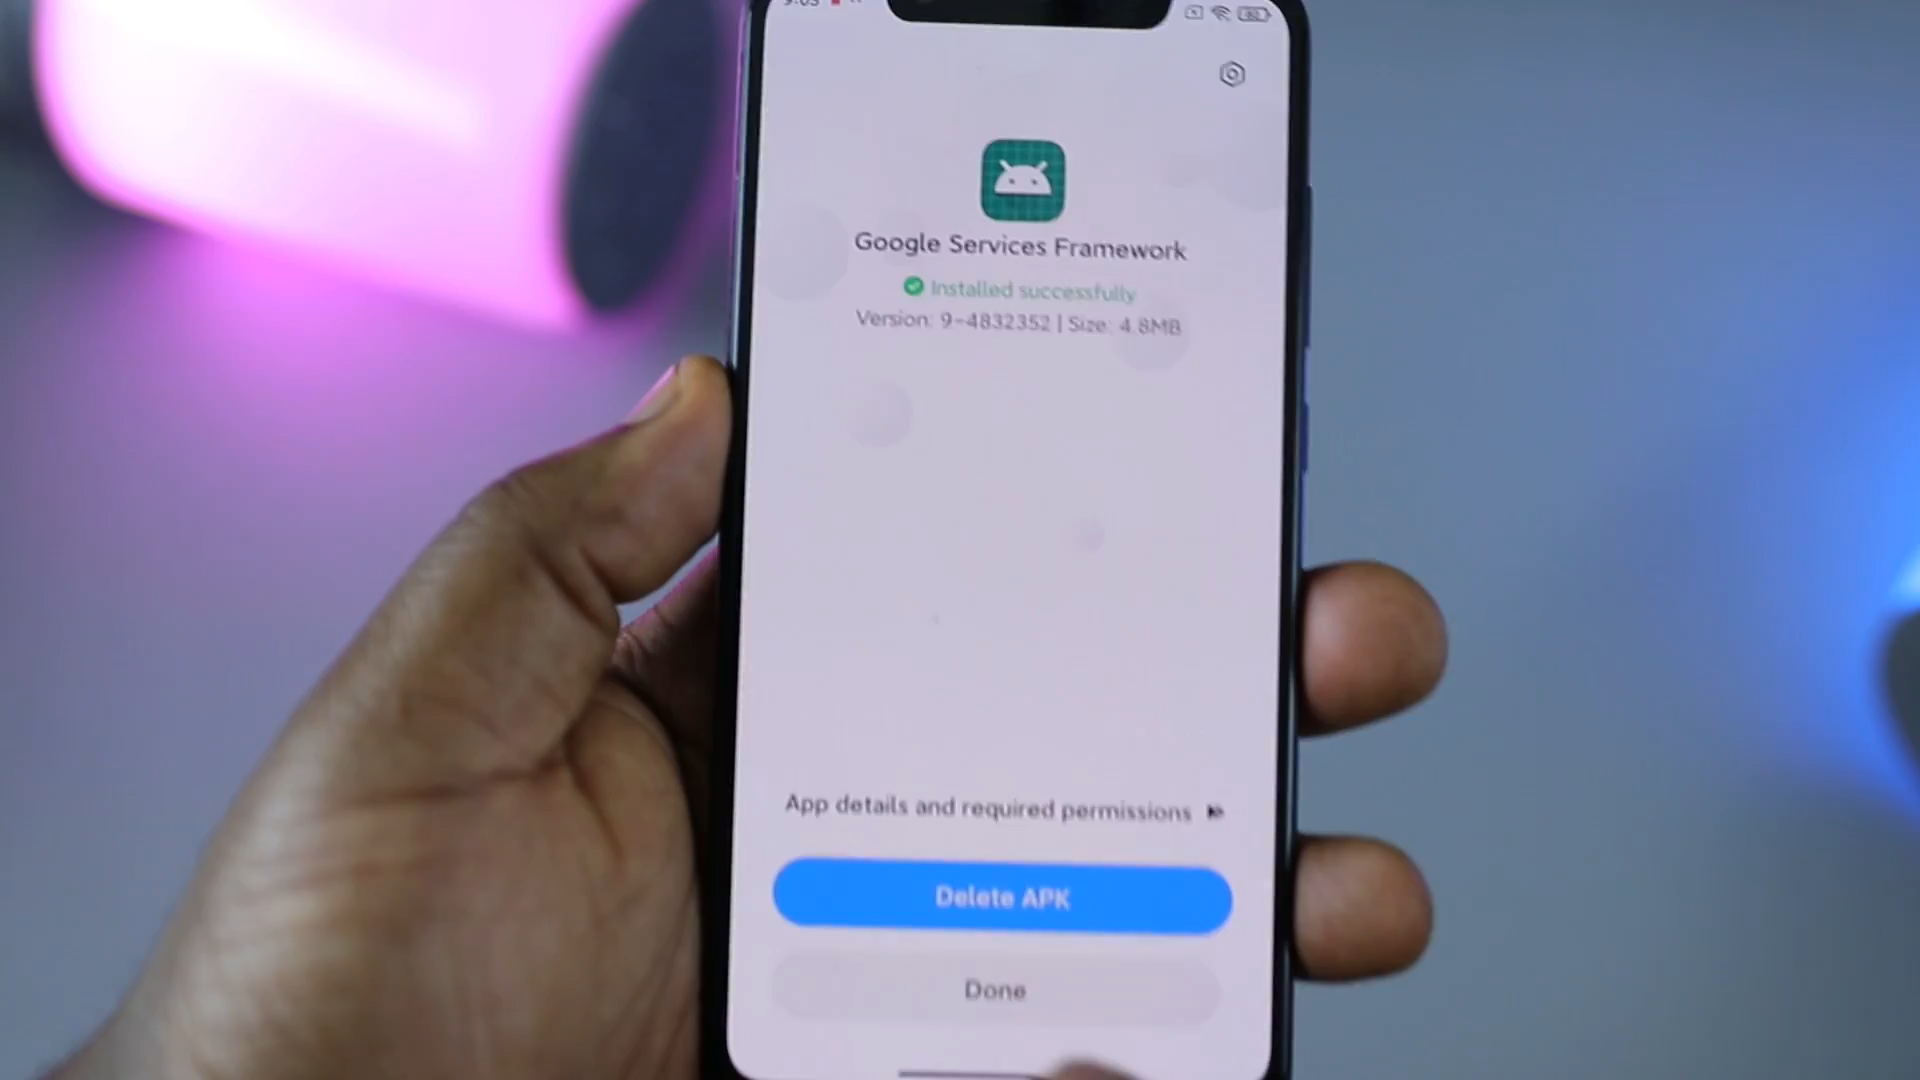 Google Services Framework
Installed successfully
Version: 9-4832352 | Size: 4.8MB
App details and required permissions
Delete APK
Done